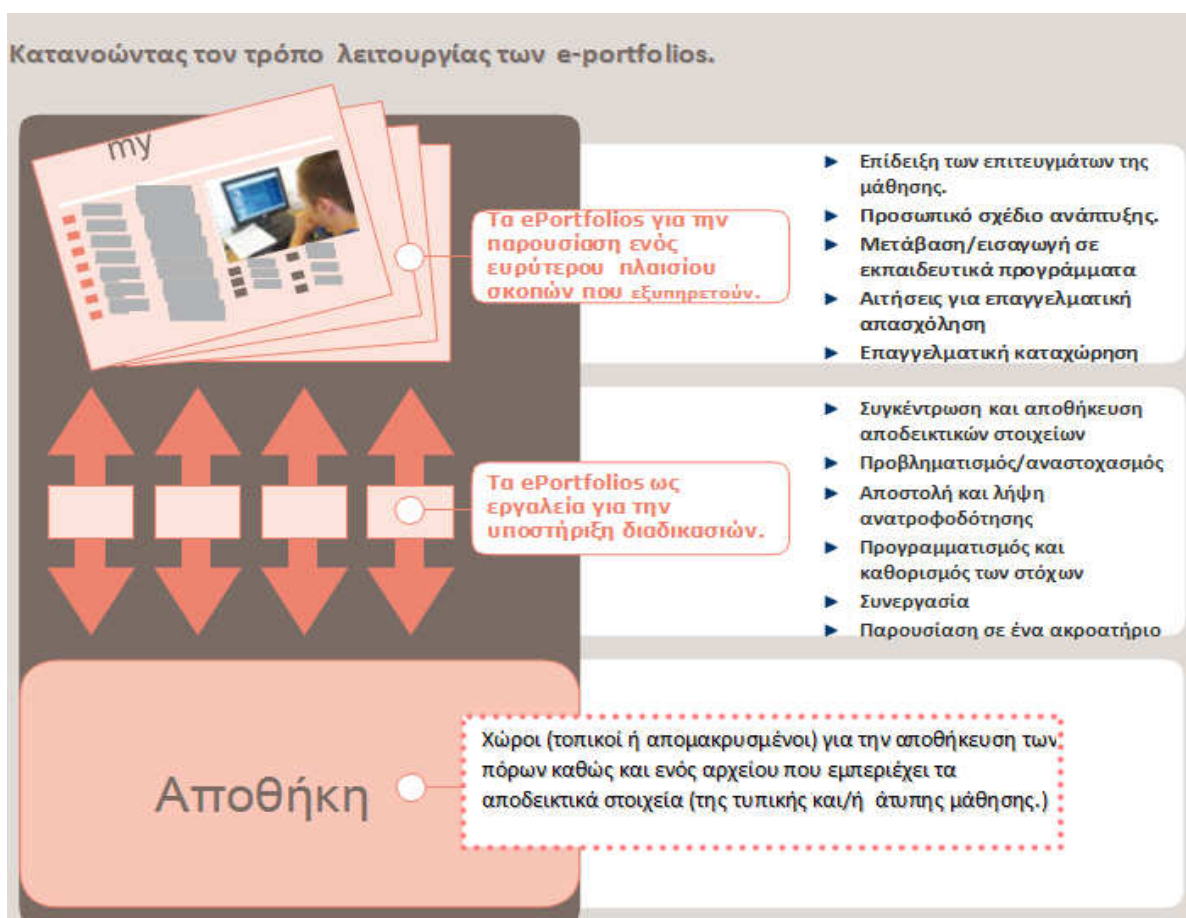 Κατανοώντας τον τρόπο λειτουργίας των e-portfolios.
my
Τα ePortfolios για την
παρουσίαση ενός
ευρύτερου πλαισίου
σκοπών που εξυπηρετούν.
► Επίδειξη των επιτευγμάτων της
μάθησης.
► Προσωπικό σχέδιο ανάπτυξης.
► Μετάβαση/εισαγωγή σε
εκπαιδευτικά προγράμματα
► Αιτήσεις για επαγγελματική
απασχόληση
► Επαγγελματική καταχώρηση
Τα ePortfolios ως
εργαλεία για την
υποστήριξη διαδικασιών.
► Συγκέντρωση και αποθήκευση
αποδεικτικών στοιχείων
► Προβληματισμός/αναστοχασμός
► Αποστολή και λήψη
ανατροφοδότησης
► Προγραμματισμός και
καθορισμός των στόχων
► Συνεργασία
► Παρουσίαση σε ένα ακροατήριο
Αποθήκη
Χώροι (τοπικοί ή απομακρυσμένοι) για την αποθήκευση των
πόρων καθώς και ενός αρχείου που εμπεριέχει τα
αποδεικτικά στοιχεία (της τυπικής και/ή άτυπης μάθησης.)